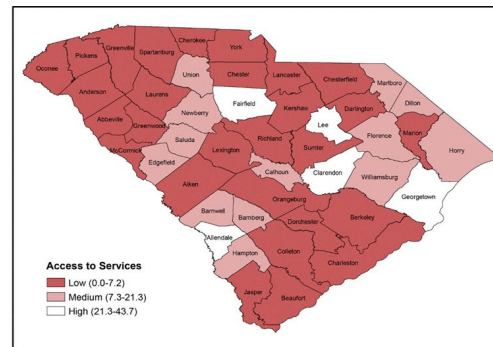 Cherokee
York
Greenville
Spartanburg
Pickens
Oconee
Union
Chester
Lancaster
Chesterfield
Marlboro
Anderson
Laurens
Dillon
Fairfield
Kershaw
Darlington
Newberry
Abbeville
Greenwood
Lee
Florence
Marion
Horry
Saluda
Richland
Sumter
McCormick
Lexington
Edgefield
Calhoun
Clarendon
Williamsburg
Aiken
Georgetown
Orangeburg
Barnwell
Bamberg
Dorchester
Berkeley
Allendale
Colleton
Hampton
Charleston
Jasper
Beaufort
Access to Services
Low (0.0-7.2)
Medium (7.3-21.3)
High (21.3-43.7)